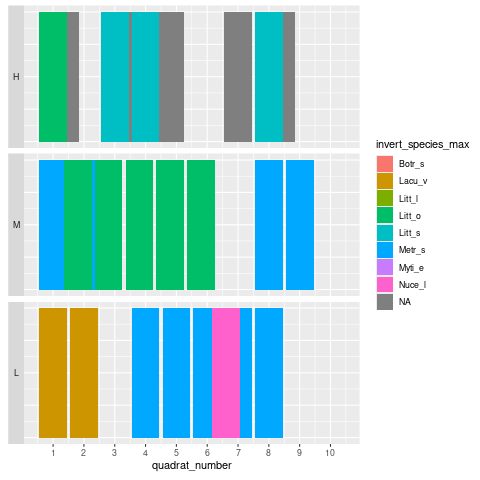 H
M
L
1 2 3 4 5 6 7 8 9 10
quadrat_number
invert_species_max
Botr_s
Lacu_v
Litt_l
Litt_o
Litt_s
Metr_s
Myti_e
Nuce_l
NA